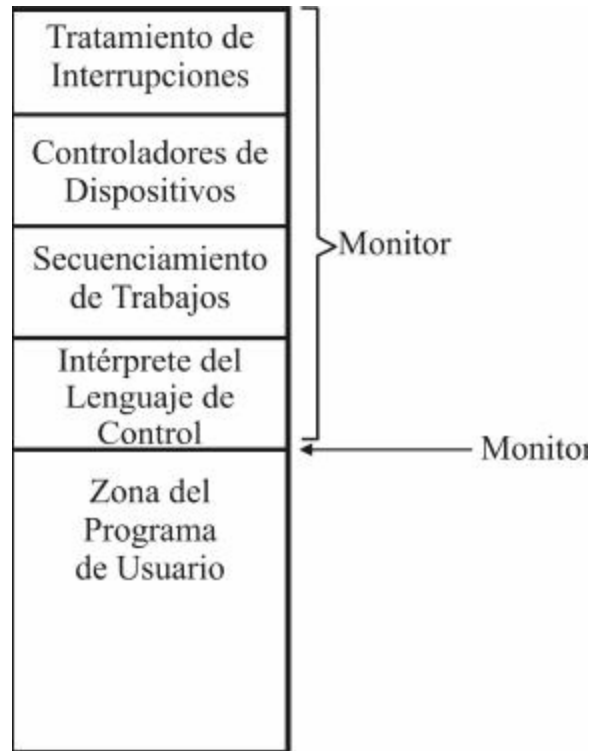 Tratamiento de
Interrupciones
Controladores de
Dispositivos
Secuenciamiento
de Trabajos
Monitor
Intérprete del
Lenguaje de
Control
Monitor
Zona del
Programa
de Usuario